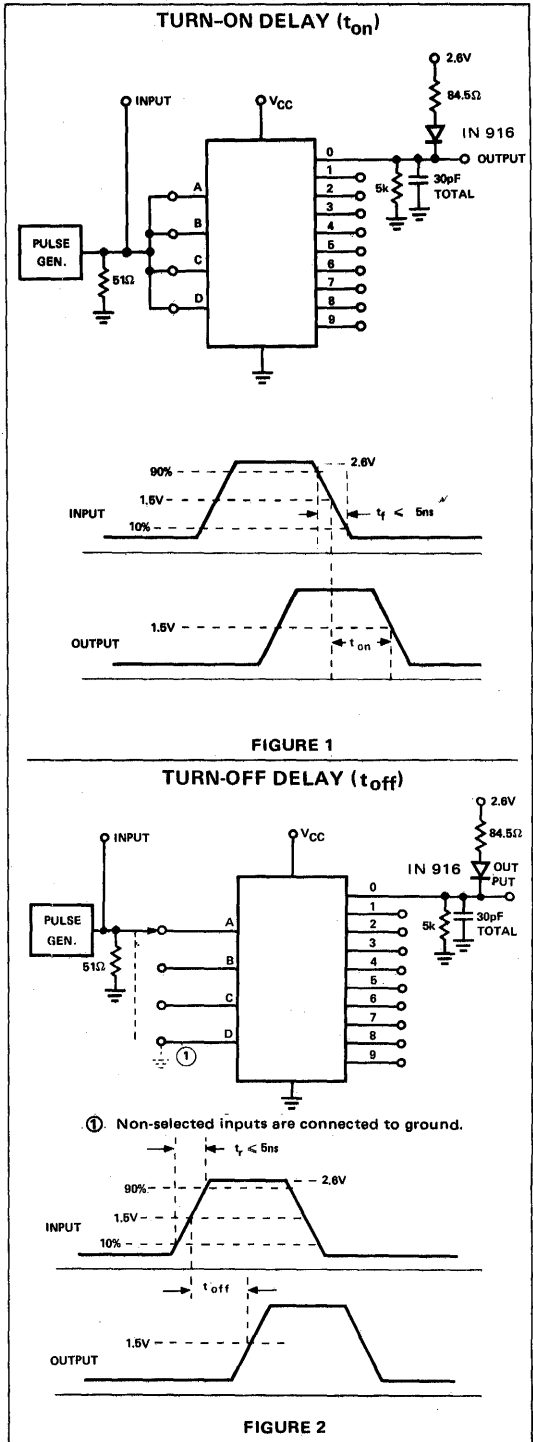 TURN-ON DELAY (ton)
2.6V
84.5Ω
IN 916
INPUT
VCC
0
OUTPUT
1
2
3
4
5
6
7
8
9
5k
30pF
TOTAL
A
B
C
D
PULSE
GEN.
51Ω
90%
2.6V
1.5V
INPUT
tf < 5ns
10%
1.5V
OUTPUT
ton
FIGURE 1
TURN-OFF DELAY (toff)
2.6V
84.5Ω
INPUT
VCC
IN 916
OUT
PUT
0
1
2
3
4
5
6
7
8
9
5k
30pF
TOTAL
PULSE
GEN.
51Ω
A
B
C
D
1
① Non-selected inputs are connected to ground.
tr ≤ 5ns
90%
2.6V
1.5V
INPUT
10%
toff
1.5V
OUTPUT
FIGURE 2